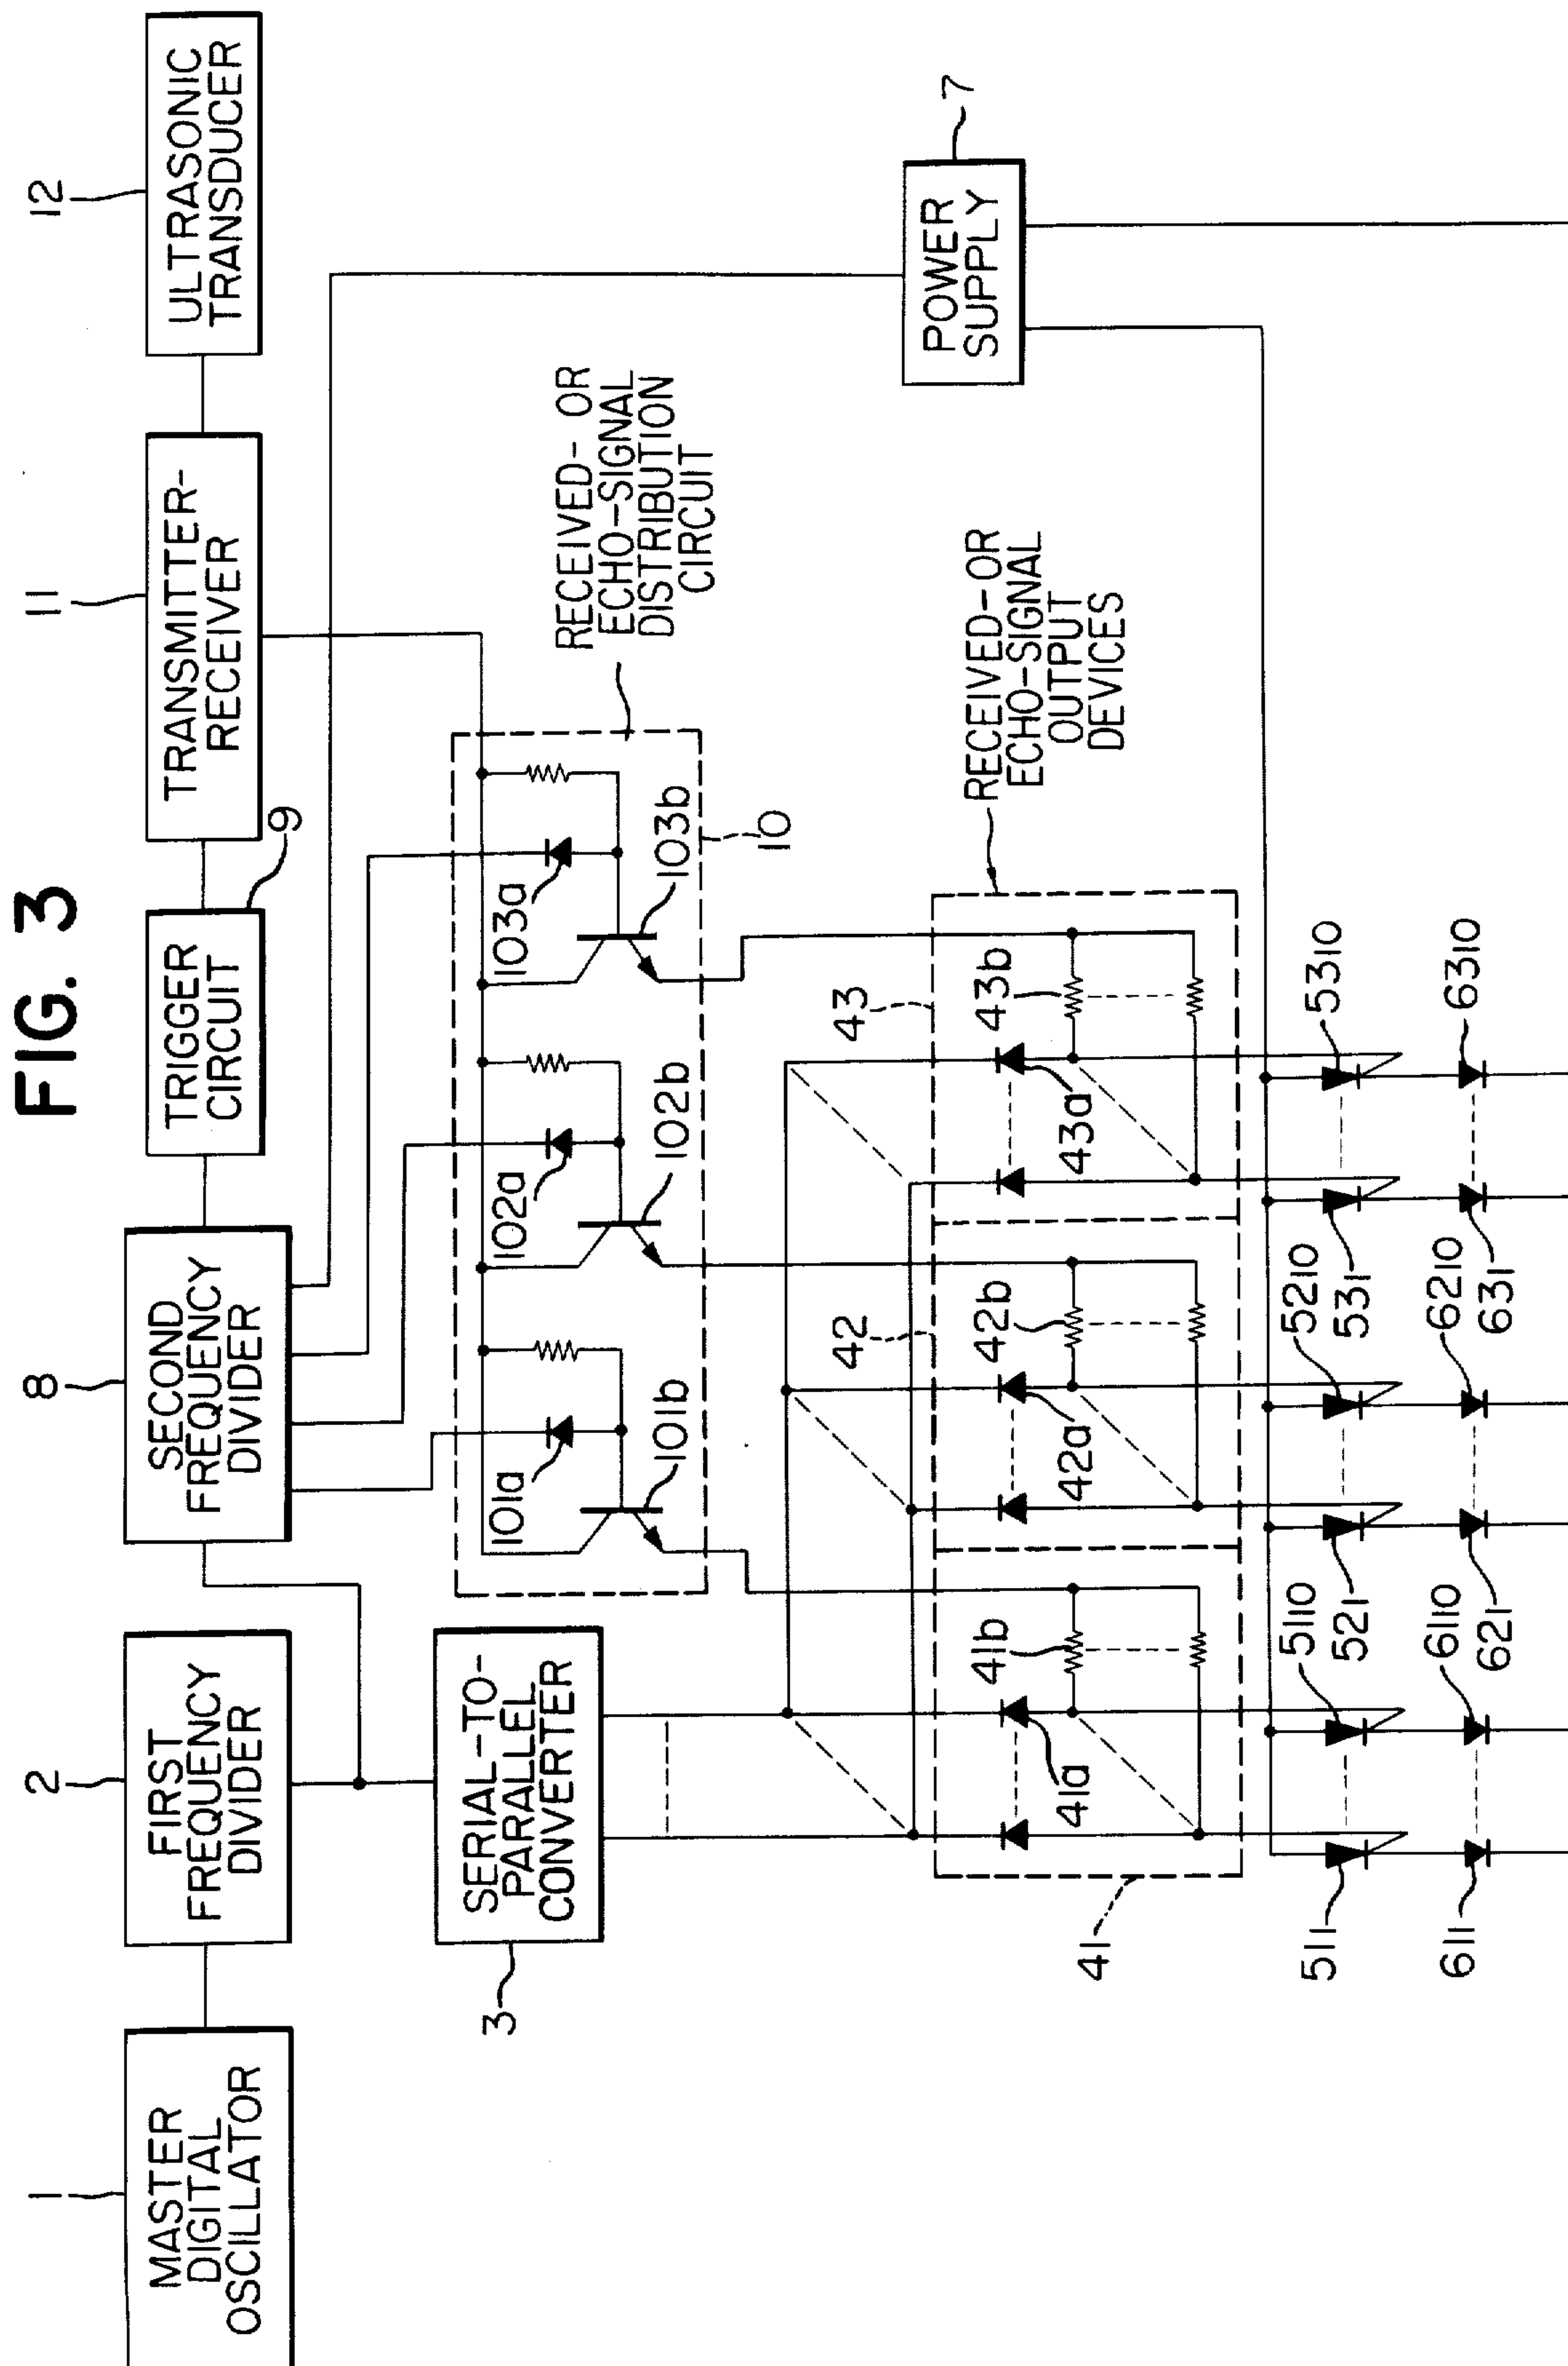 FIG. 3
1
MASTER
DIGITAL
OSCILLATOR
2
FIRST
FREQUENCY
DIVIDER
8
SECOND
FREQUENCY
DIVIDER
TRIGGER
CIRCUIT
9
11
TRANSMITTER-
RECEIVER
12
ULTRASONIC
TRANSDUCER
3
SERIAL-TO-
PARALLEL
CONVERTER
101a
101b
102a
102b
103a
103b
10
RECEIVED- OR
ECHO-SIGNAL
DISTRIBUTION
CIRCUIT
7
POWER
SUPPLY
41
41a
41b
42
42a
42b
43
43a
43b
RECEIVED-OR
ECHO-SIGNAL
OUTPUT
DEVICES
511
5110
521
5210
531
5310
611
6110
621
6210
631
6310